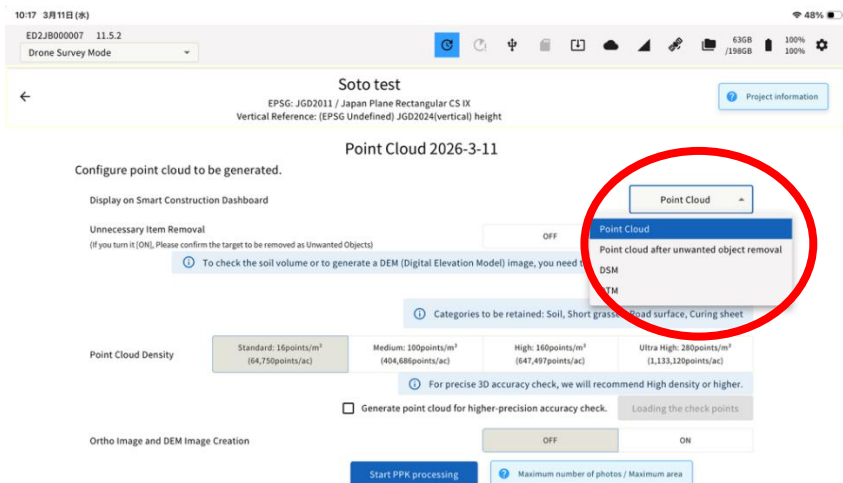 10:17 3月11日(水)
48%
ED2JB000007 11.5.2
Drone Survey Mode
63GB
/198GB
100%
100%
Soto test
EPSG: JGD2011 / Japan Plane Rectangular CS IX
Vertical Reference: (EPSG Undefined) JGD2024(vertical) height
Project information
Point Cloud 2026-3-11
Configure point cloud to be generated.
Display on Smart Construction Dashboard
Point Cloud
Point Cloud
Point cloud after unwanted object removal
DSM
DTM
Unnecessary Item Removal
(If you turn it [ON], Please confirm the target to be removed as Unwanted Objects)
OFF
To check the soil volume or to generate a DEM (Digital Elevation Model) image, you need t
Categories to be retained: Soil, Short grasses, Road surface, Curing sheet
Point Cloud Density
Standard: 16points/m²
(64,750points/ac)
Medium: 100points/m²
(404,686points/ac)
High: 160points/m²
(647,497points/ac)
Ultra High: 280points/m²
(1,133,120points/ac)
For precise 3D accuracy check, we will recommend High density or higher.
Generate point cloud for higher-precision accuracy check.
Loading the check points
Ortho Image and DEM Image Creation
OFF
ON
Start PPK processing
Maximum number of photos / Maximum area